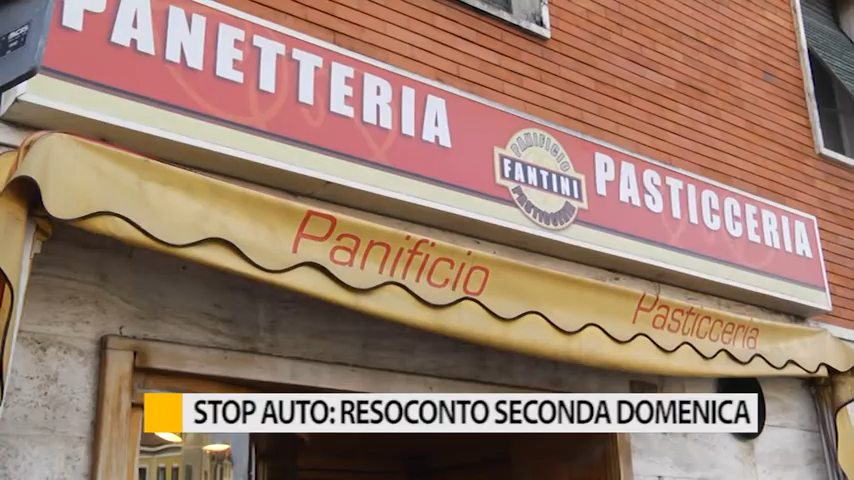 PANETTERIA
PANIFICIO
FANTINI
PASTICCERIA
PASTICCERIA
Panificio
Pasticceria
STOP AUTO: RESOCONTO SECONDA DOMENICA